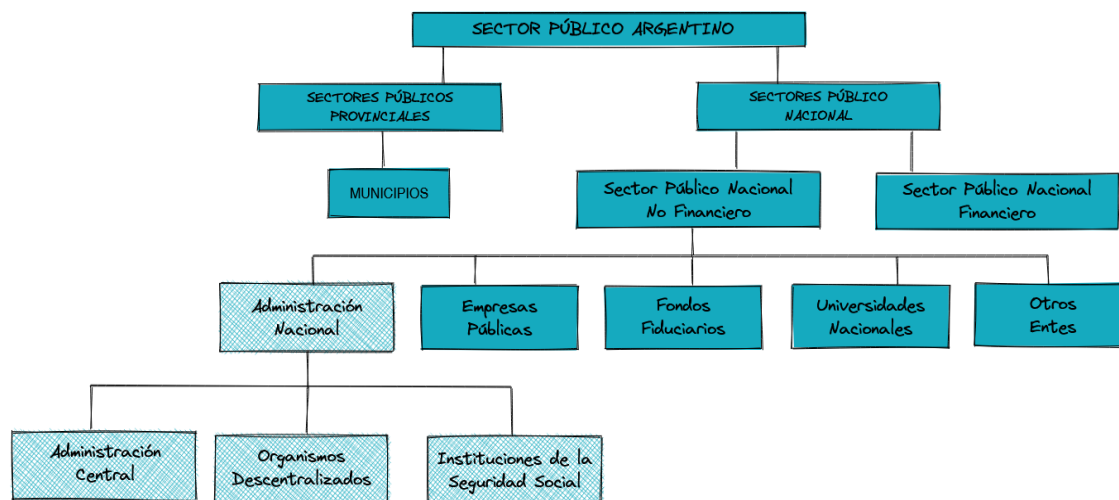 SECTOR PÚBLICO ARGENTINO
SECTORES PÚBLICOS
PROVINCIALES
SECTORES PÚBLICO
NACIONAL
MUNICIPIOS
Sector Público Nacional
No Financiero
Sector Público Nacional
Financiero
Administración
Nacional
Empresas
Públicas
Fondos
Fiduciarios
Universidades
Nacionales
Otros
Entes
Administración
Central
Organismos
Descentralizados
Instituciones de la
Seguridad Social